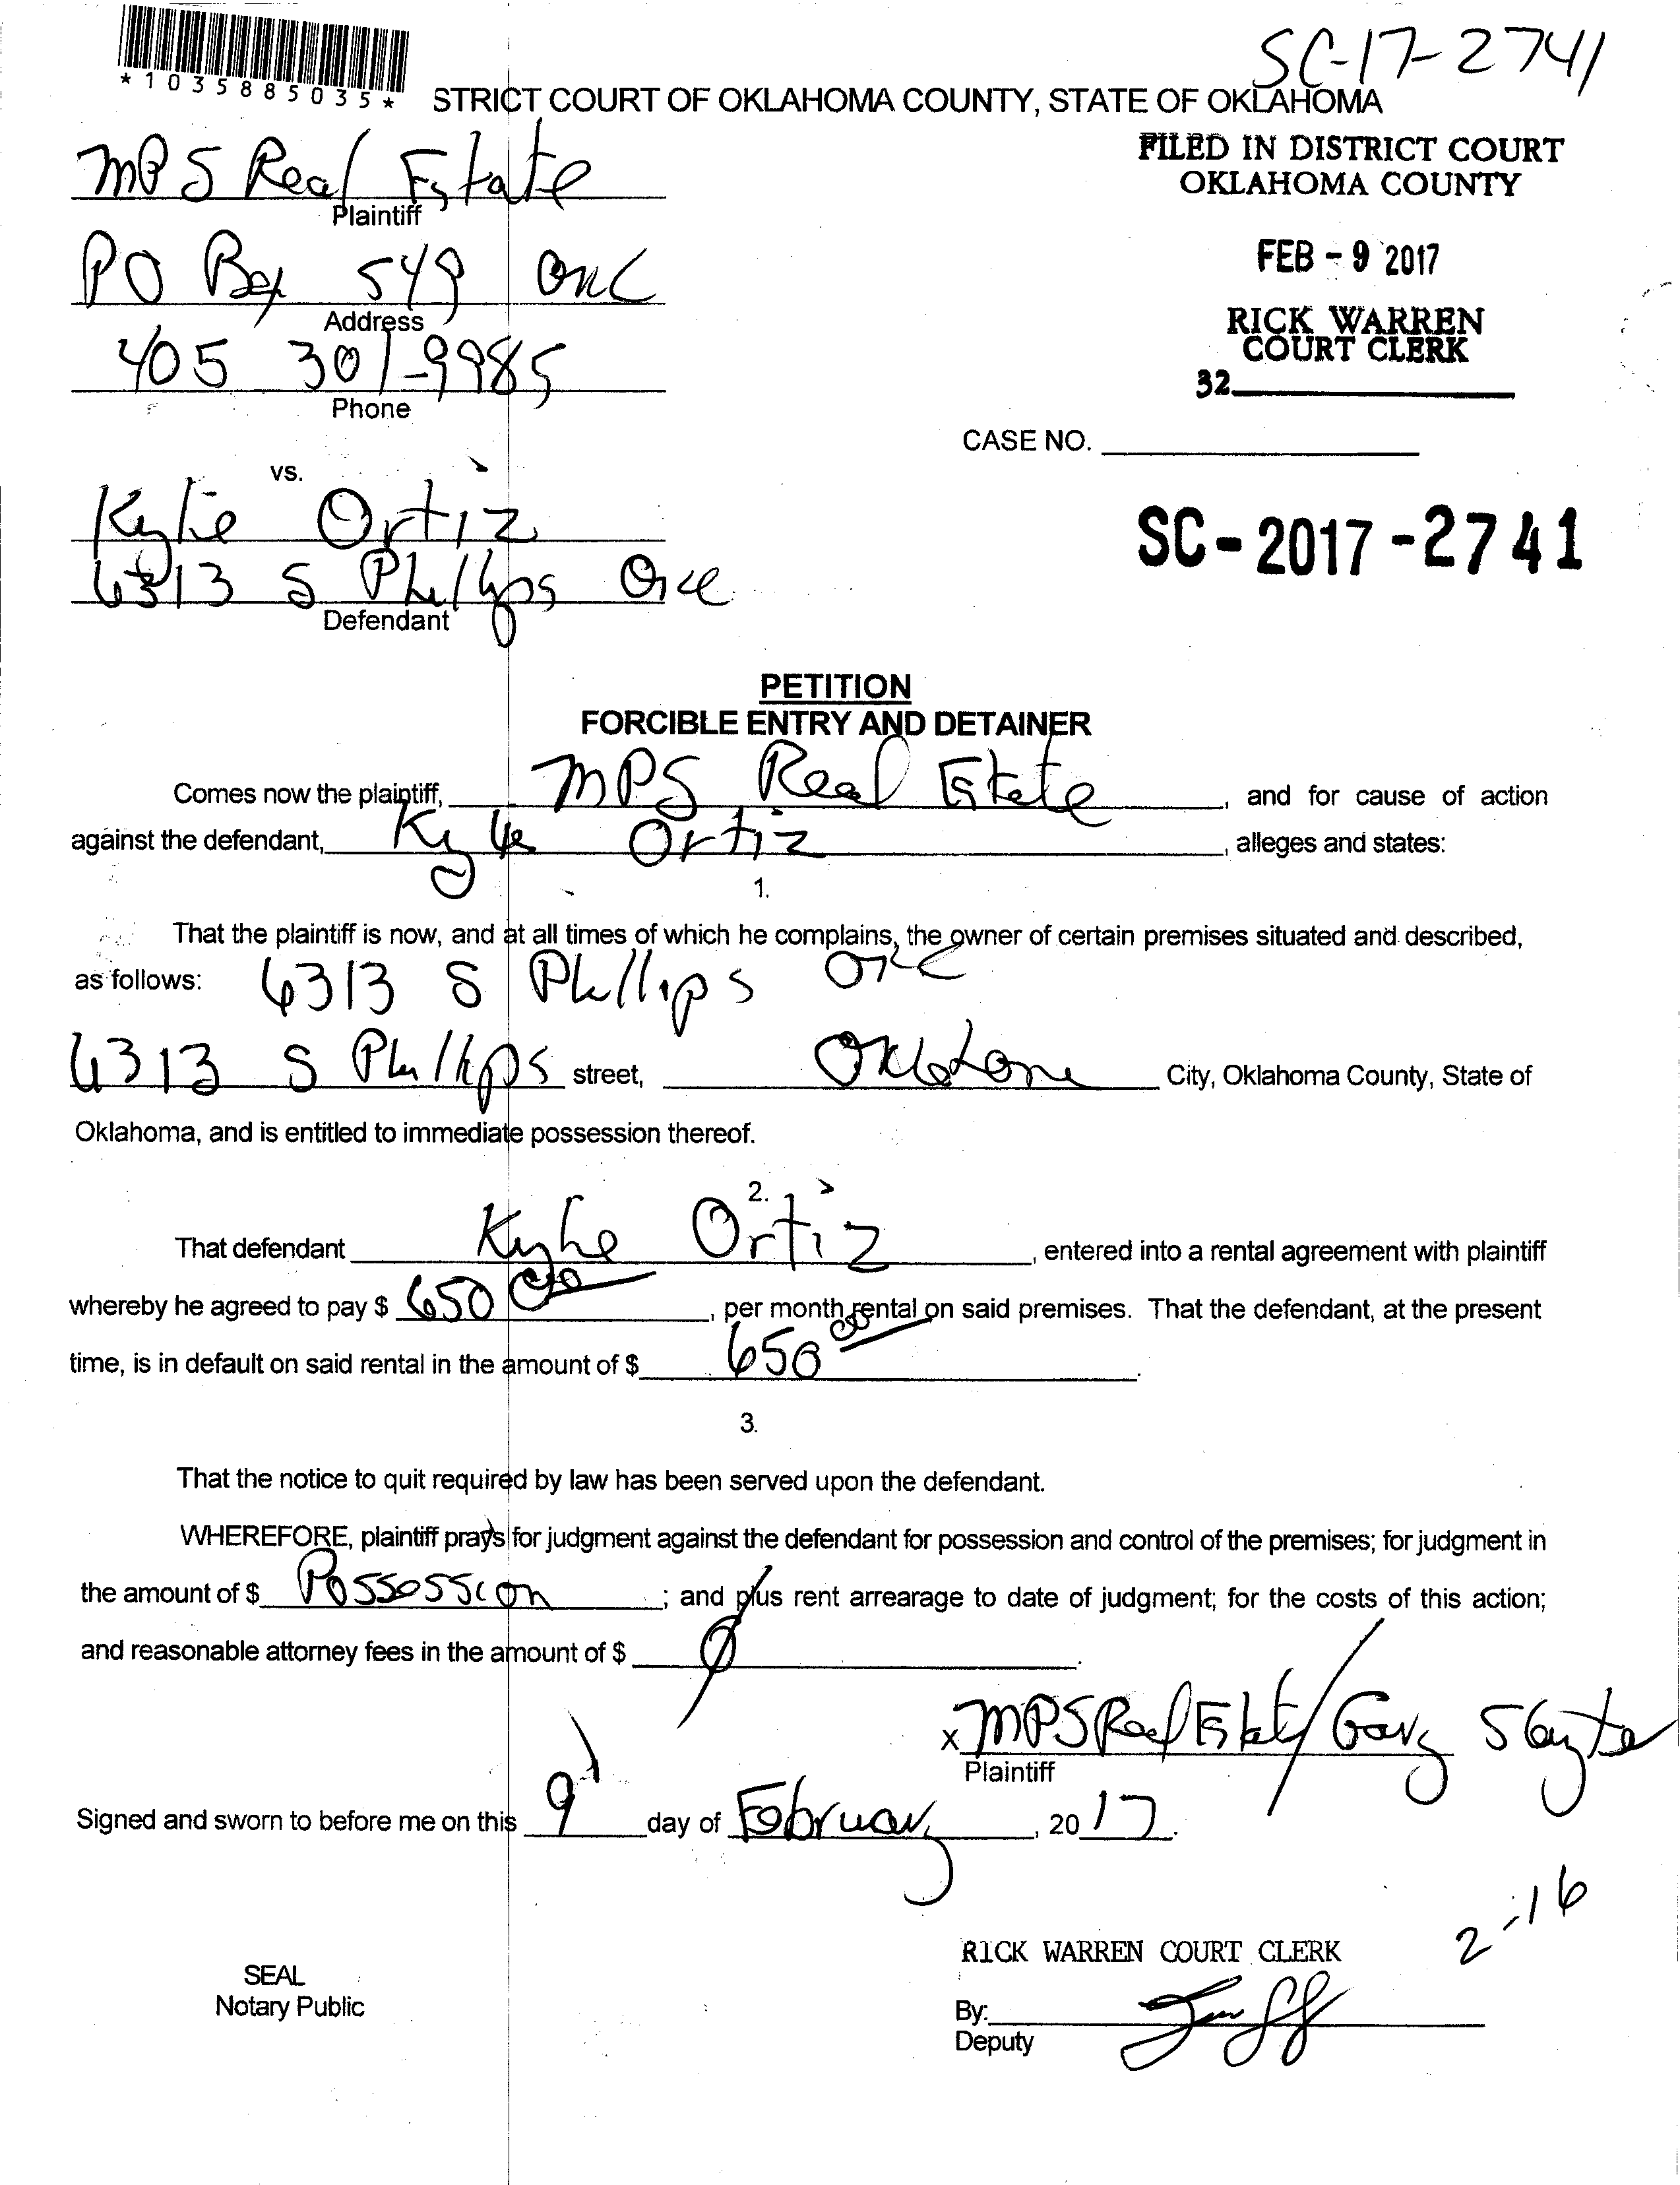 SC-17-2741
*1035885035*
STRICT COURT OF OKLAHOMA COUNTY, STATE OF OKLAHOMA
MPS Real Estate
Plaintiff
FILED IN DISTRICT COURT
OKLAHOMA COUNTY
FEB - 9 2017
RICK WARREN
COURT CLERK
32
PO Box 549 OKC
Address
405 301-9985
Phone
CASE NO.
vs.
Kylie Ortiz
SC-2017-2741
6313 S Phillips OKC
Defendant
PETITION
FORCIBLE ENTRY AND DETAINER
Comes now the plaintiff, MPS Real Estate, and for cause of action
against the defendant, Kylie Ortiz, alleges and states:
1.
That the plaintiff is now, and at all times of which he complains, the owner of certain premises situated and described,
as follows: 6313 S Phillips OKC
6313 S Phillips street, City, Oklahoma County, State of
Oklahoma, and is entitled to immediate possession thereof.
2.
That defendant Kylie Ortiz, entered into a rental agreement with plaintiff
whereby he agreed to pay $ 650 00, per month rental on said premises. That the defendant, at the present
time, is in default on said rental in the amount of $ 650 00.
3.
That the notice to quit required by law has been served upon the defendant.
WHEREFORE, plaintiff prays for judgment against the defendant for possession and control of the premises; for judgment in
the amount of $ Possession; and plus rent arrearage to date of judgment; for the costs of this action;
and reasonable attorney fees in the amount of $ 0.
x MPS Real Estate/Gary Slayter
Plaintiff
Signed and sworn to before me on this 9 day of February, 2017.
2-16
RICK WARREN COURT CLERK
SEAL
Notary Public
By:
Deputy